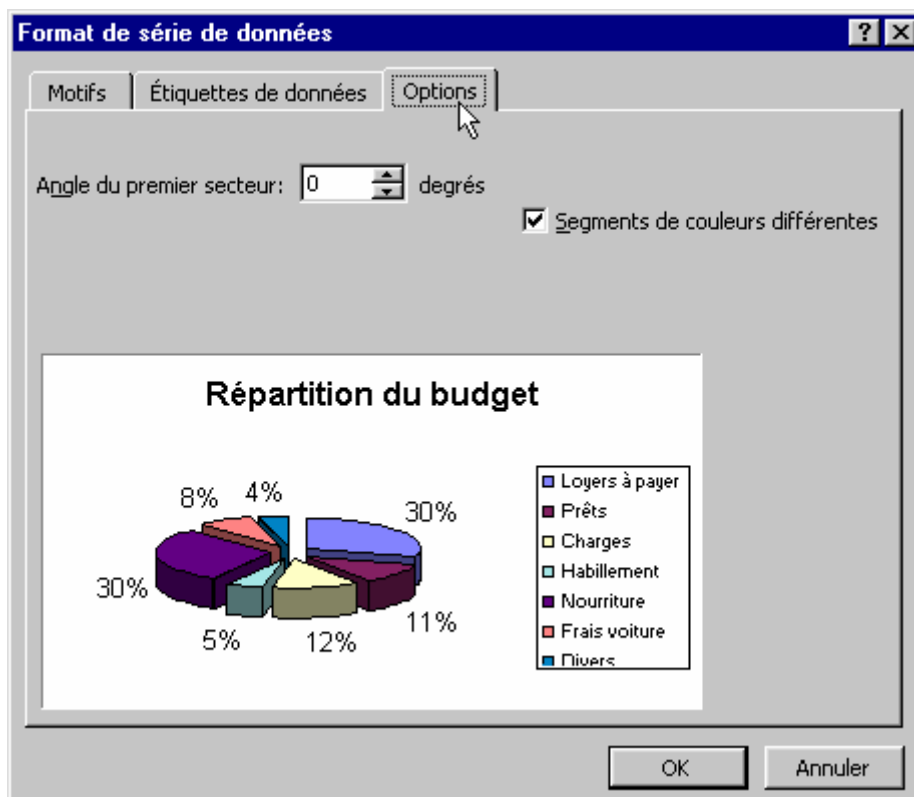 Format de série de données
Motifs
Étiquettes de données
Options
Angle du premier secteur: 0 degrés
Segments de couleurs différentes
Répartition du budget
8%
4%
30%
30%
5%
12%
11%
Loyers à payer
Prêts
Charges
Habillement
Nourriture
Frais voiture
Divers
OK
Annuler